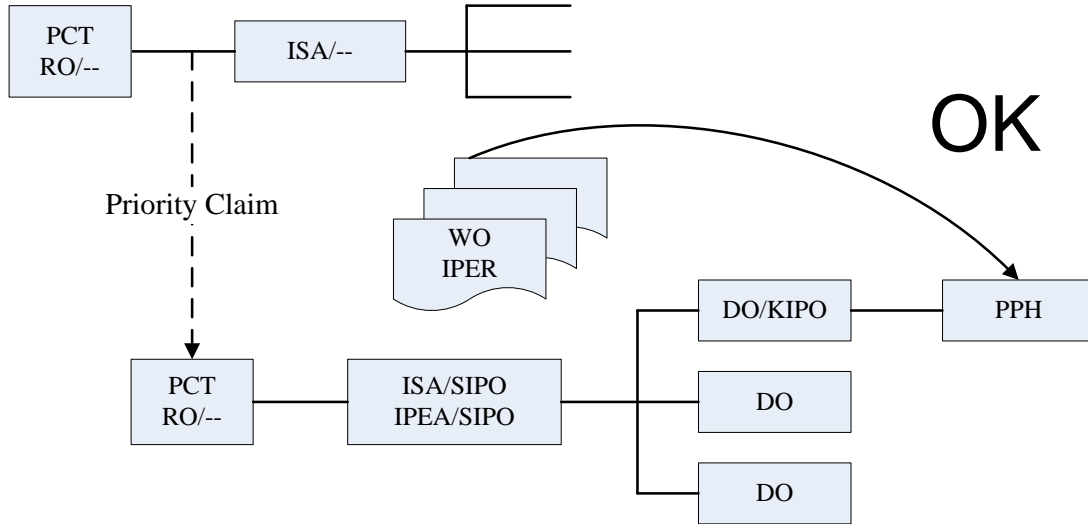 PCT
RO/--
ISA/--
OK
Priority Claim
WO
IPER
DO/KIPO
PPH
PCT
RO/--
ISA/SIPO
IPEA/SIPO
DO
DO